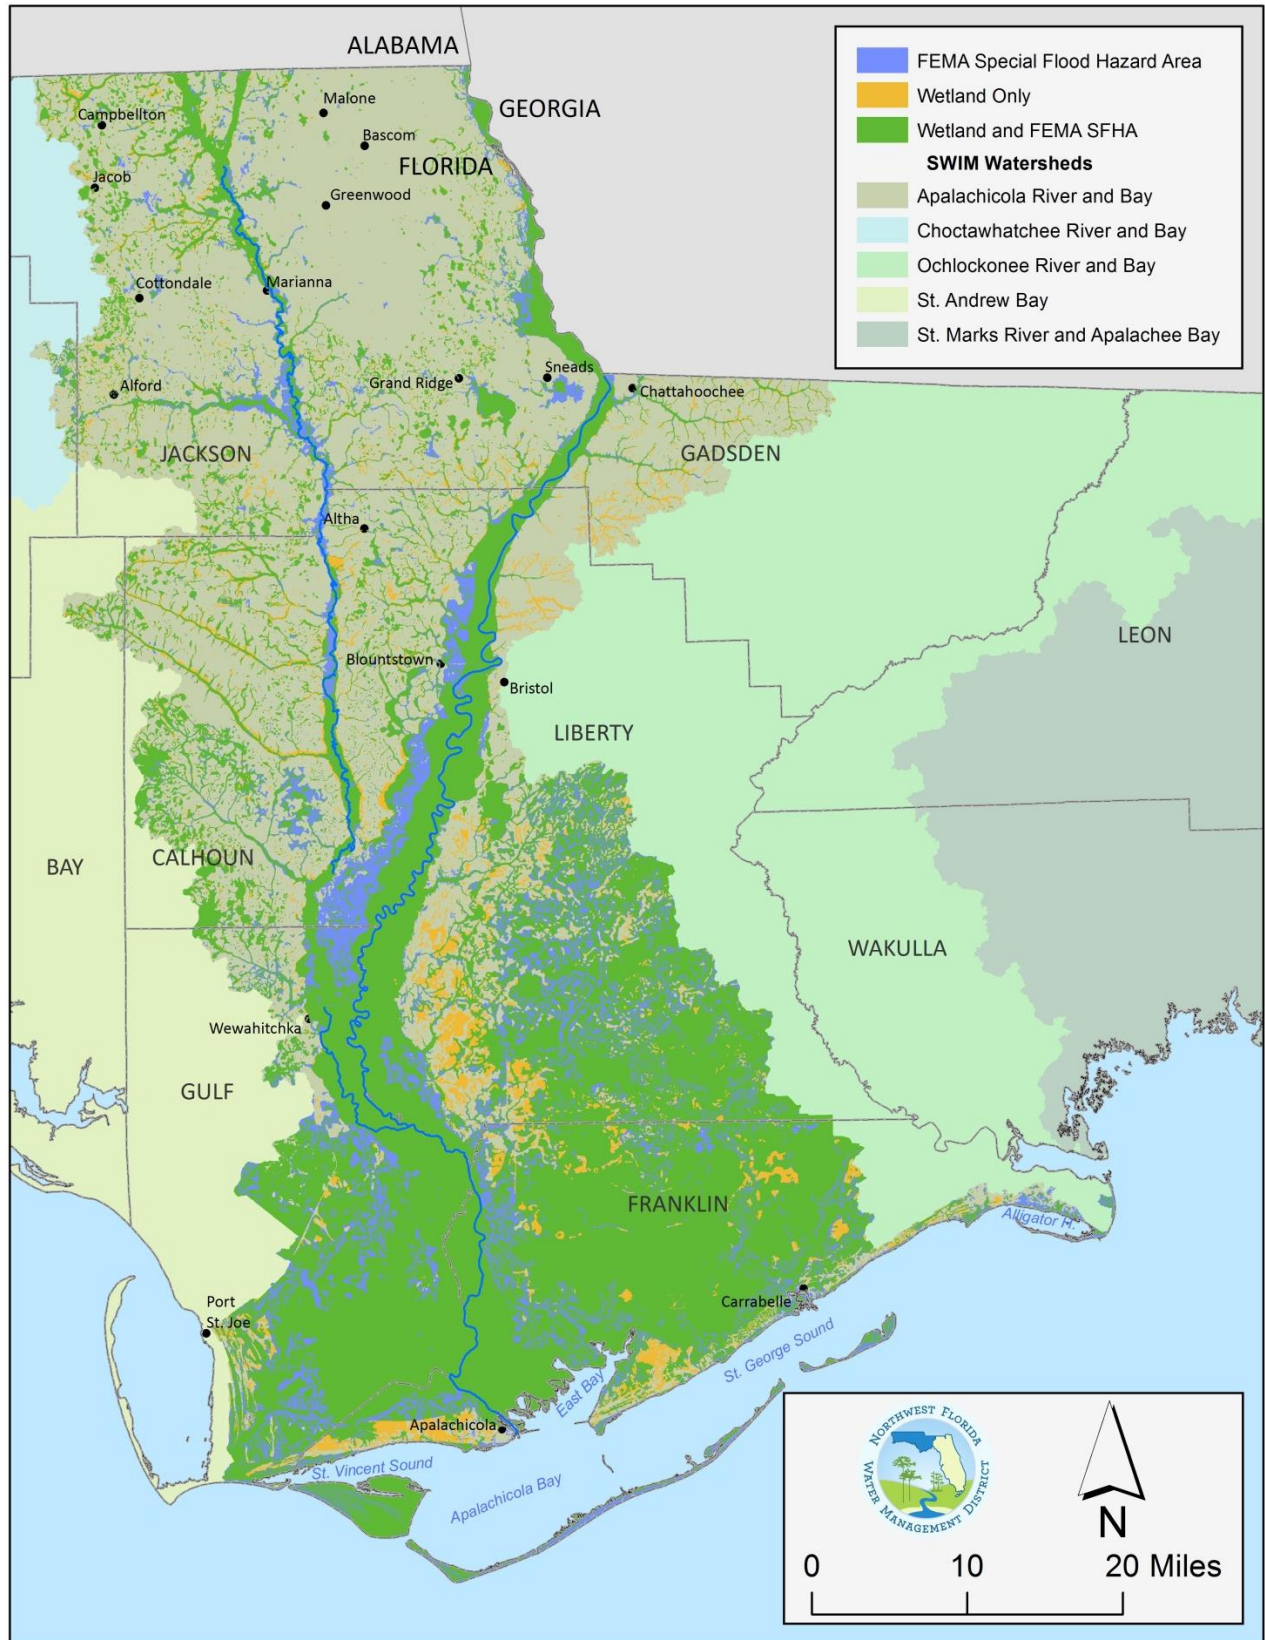 ALABAMA
GEORGIA
FLORIDA
FEMA Special Flood Hazard Area
Wetland Only
Wetland and FEMA SFHA
SWIM Watersheds
Apalachicola River and Bay
Choctawhatchee River and Bay
Ochlockonee River and Bay
St. Andrew Bay
St. Marks River and Apalachee Bay
Campbellton
Malone
Bascom
Jacob
Greenwood
Cottondale
Marianna
Alford
Grand Ridge
Sneads
Chattahoochee
JACKSON
GADSDEN
Altha
LEON
Blountstown
Bristol
LIBERTY
BAY
CALHOUN
WAKULLA
Wewahitchka
GULF
FRANKLIN
Alligator H.
Port
St. Joe
Carrabelle
St. George Sound
East Bay
Apalachicola
St. Vincent Sound
Apalachicola Bay
NORTHWEST FLORIDA
WATER MANAGEMENT DISTRICT
N
0 10 20 Miles